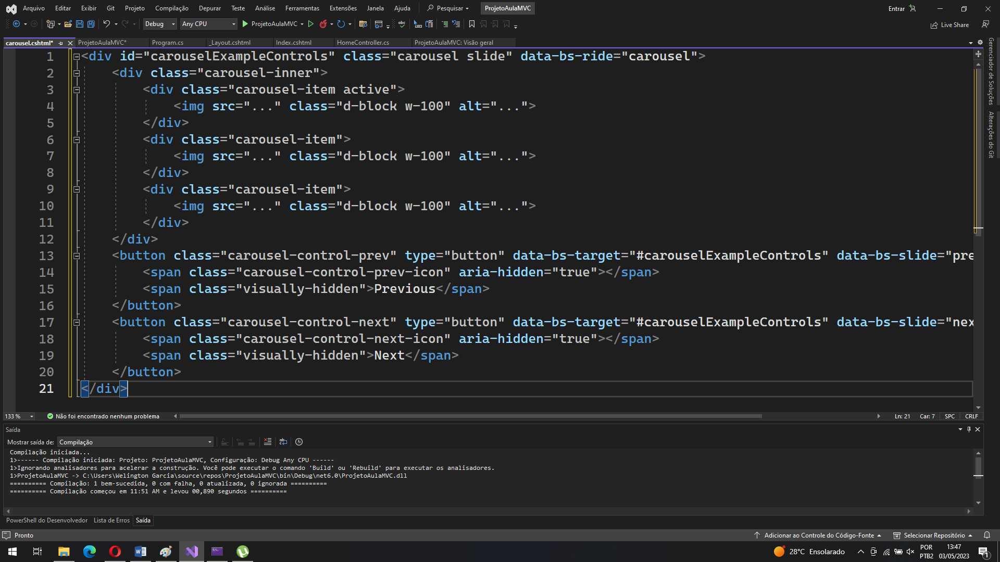 Arquivo Editar Exibir Git Projeto Compilação Depurar Teste Análise Ferramentas Extensões Janela Ajuda Pesquisar ProjetoAulaMVC Entrar
Debug Any CPU ProjetoAulaMVC Live Share
carousel.cshtml* ProjetoAulaMVC* Program.cs _Layout.cshtml Index.cshtml HomeController.cs ProjetoAulaMVC: Visão geral
Gerenciador de Soluções
Alterações do Git
1 <div id="carouselExampleControls" class="carousel slide" data-bs-ride="carousel">
2 <div class="carousel-inner">
3 <div class="carousel-item active">
4 <img src="..." class="d-block w-100" alt="...">
5 </div>
6 <div class="carousel-item">
7 <img src="..." class="d-block w-100" alt="...">
8 </div>
9 <div class="carousel-item">
10 <img src="..." class="d-block w-100" alt="...">
11 </div>
12 </div>
13 <button class="carousel-control-prev" type="button" data-bs-target="#carouselExampleControls" data-bs-slide="pre
14 <span class="carousel-control-prev-icon" aria-hidden="true"></span>
15 <span class="visually-hidden">Previous</span>
16 </button>
17 <button class="carousel-control-next" type="button" data-bs-target="#carouselExampleControls" data-bs-slide="nex
18 <span class="carousel-control-next-icon" aria-hidden="true"></span>
19 <span class="visually-hidden">Next</span>
20 </button>
21 </div>
133 % Não foi encontrado nenhum problema Ln: 21 Car: 7 SPC CRLF
Saída
Mostrar saída de: Compilação
Compilação iniciada...
1>------ Compilação iniciada: Projeto: ProjetoAulaMVC, Configuração: Debug Any CPU ------
1>Ignorando analisadores para acelerar a construção. Você pode executar o comando 'Build' ou 'Rebuild' para executar os analisadores.
1>ProjetoAulaMVC -> C:\Users\Welington Garcia\source\repos\ProjetoAulaMVC\bin\Debug\net6.0\ProjetoAulaMVC.dll
========== Compilação: 1 bem-sucedida, 0 com falha, 0 atualizada, 0 ignorada ==========
========== Compilação começou em 11:51 AM e levou 00,890 segundos ==========
PowerShell do Desenvolvedor Lista de Erros Saída
Pronto Adicionar ao Controle do Código-Fonte Selecionar Repositório
28°C Ensolarado POR 13:47
PTB2 03/05/2023 1